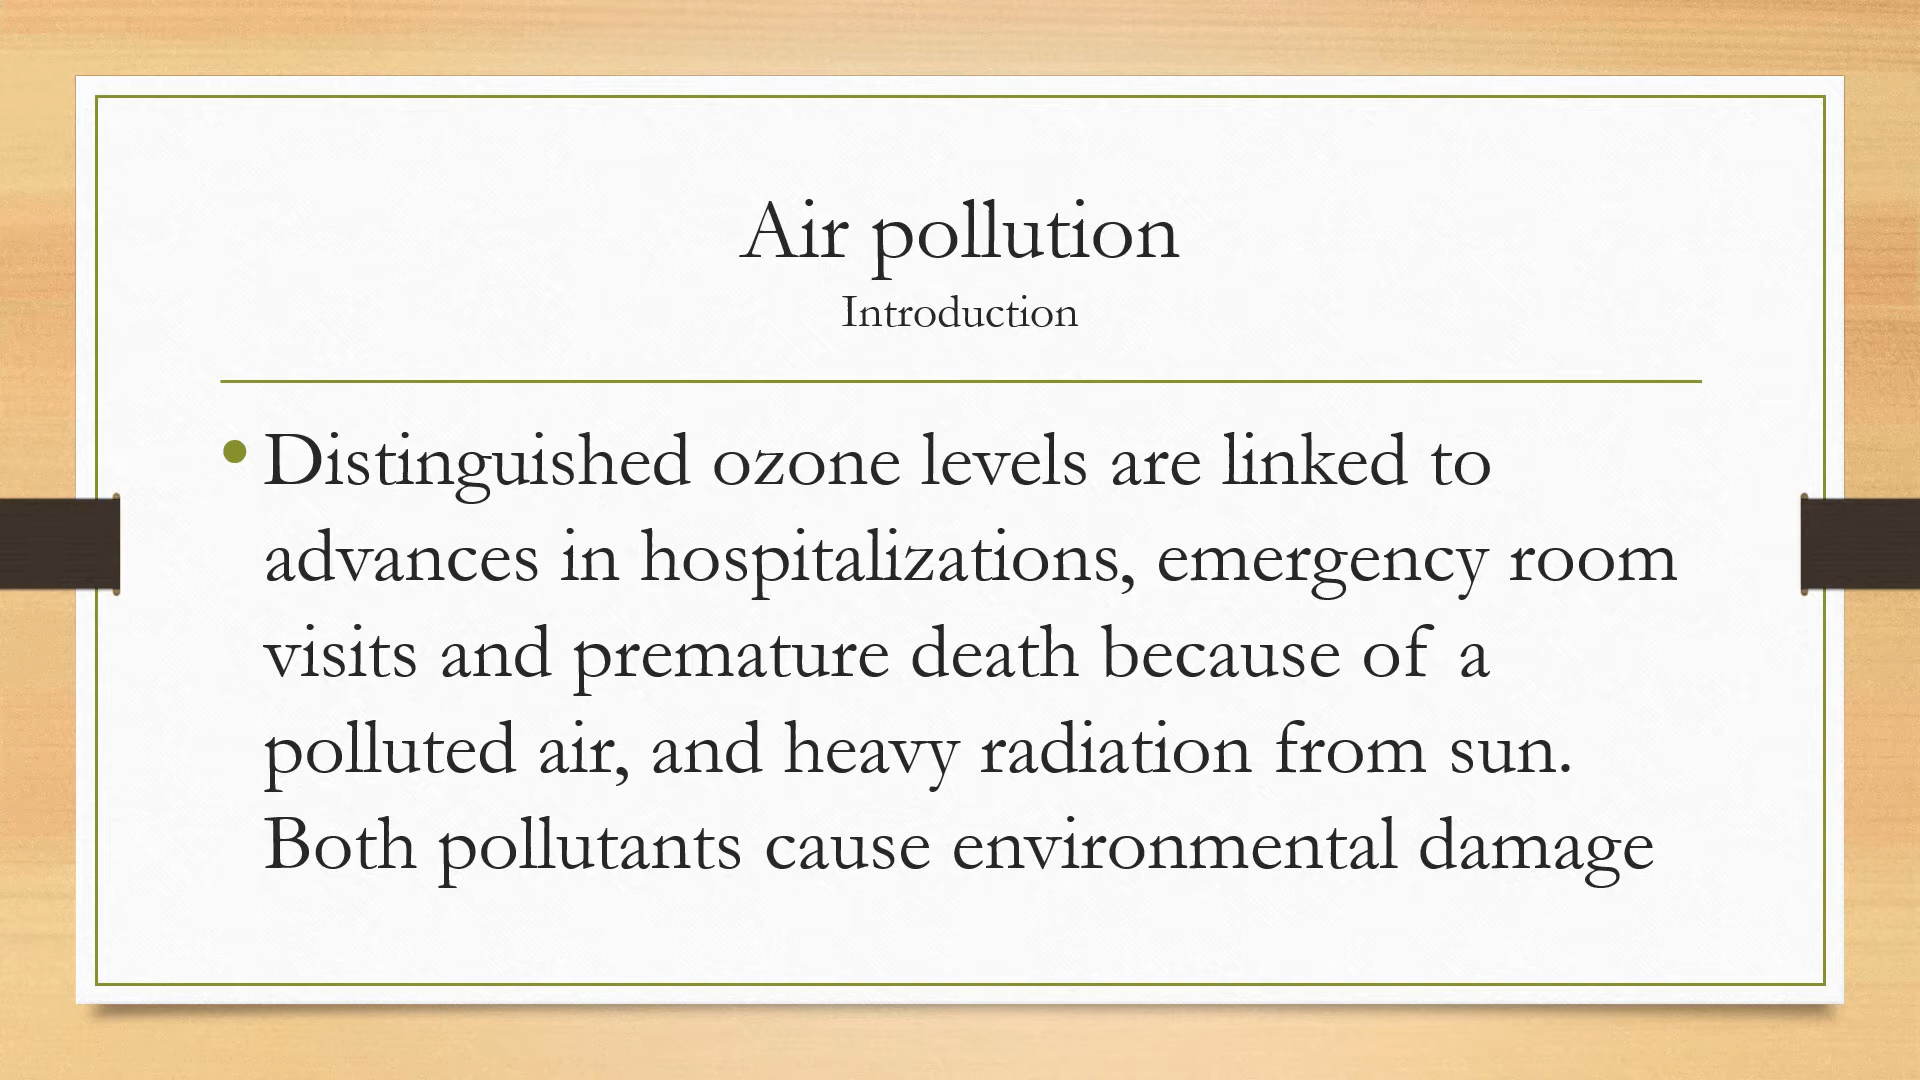 Air pollution
Introduction
• Distinguished ozone levels are linked to
advances in hospitalizations, emergency room
visits and premature death because of a
polluted air, and heavy radiation from sun.
Both pollutants cause environmental damage